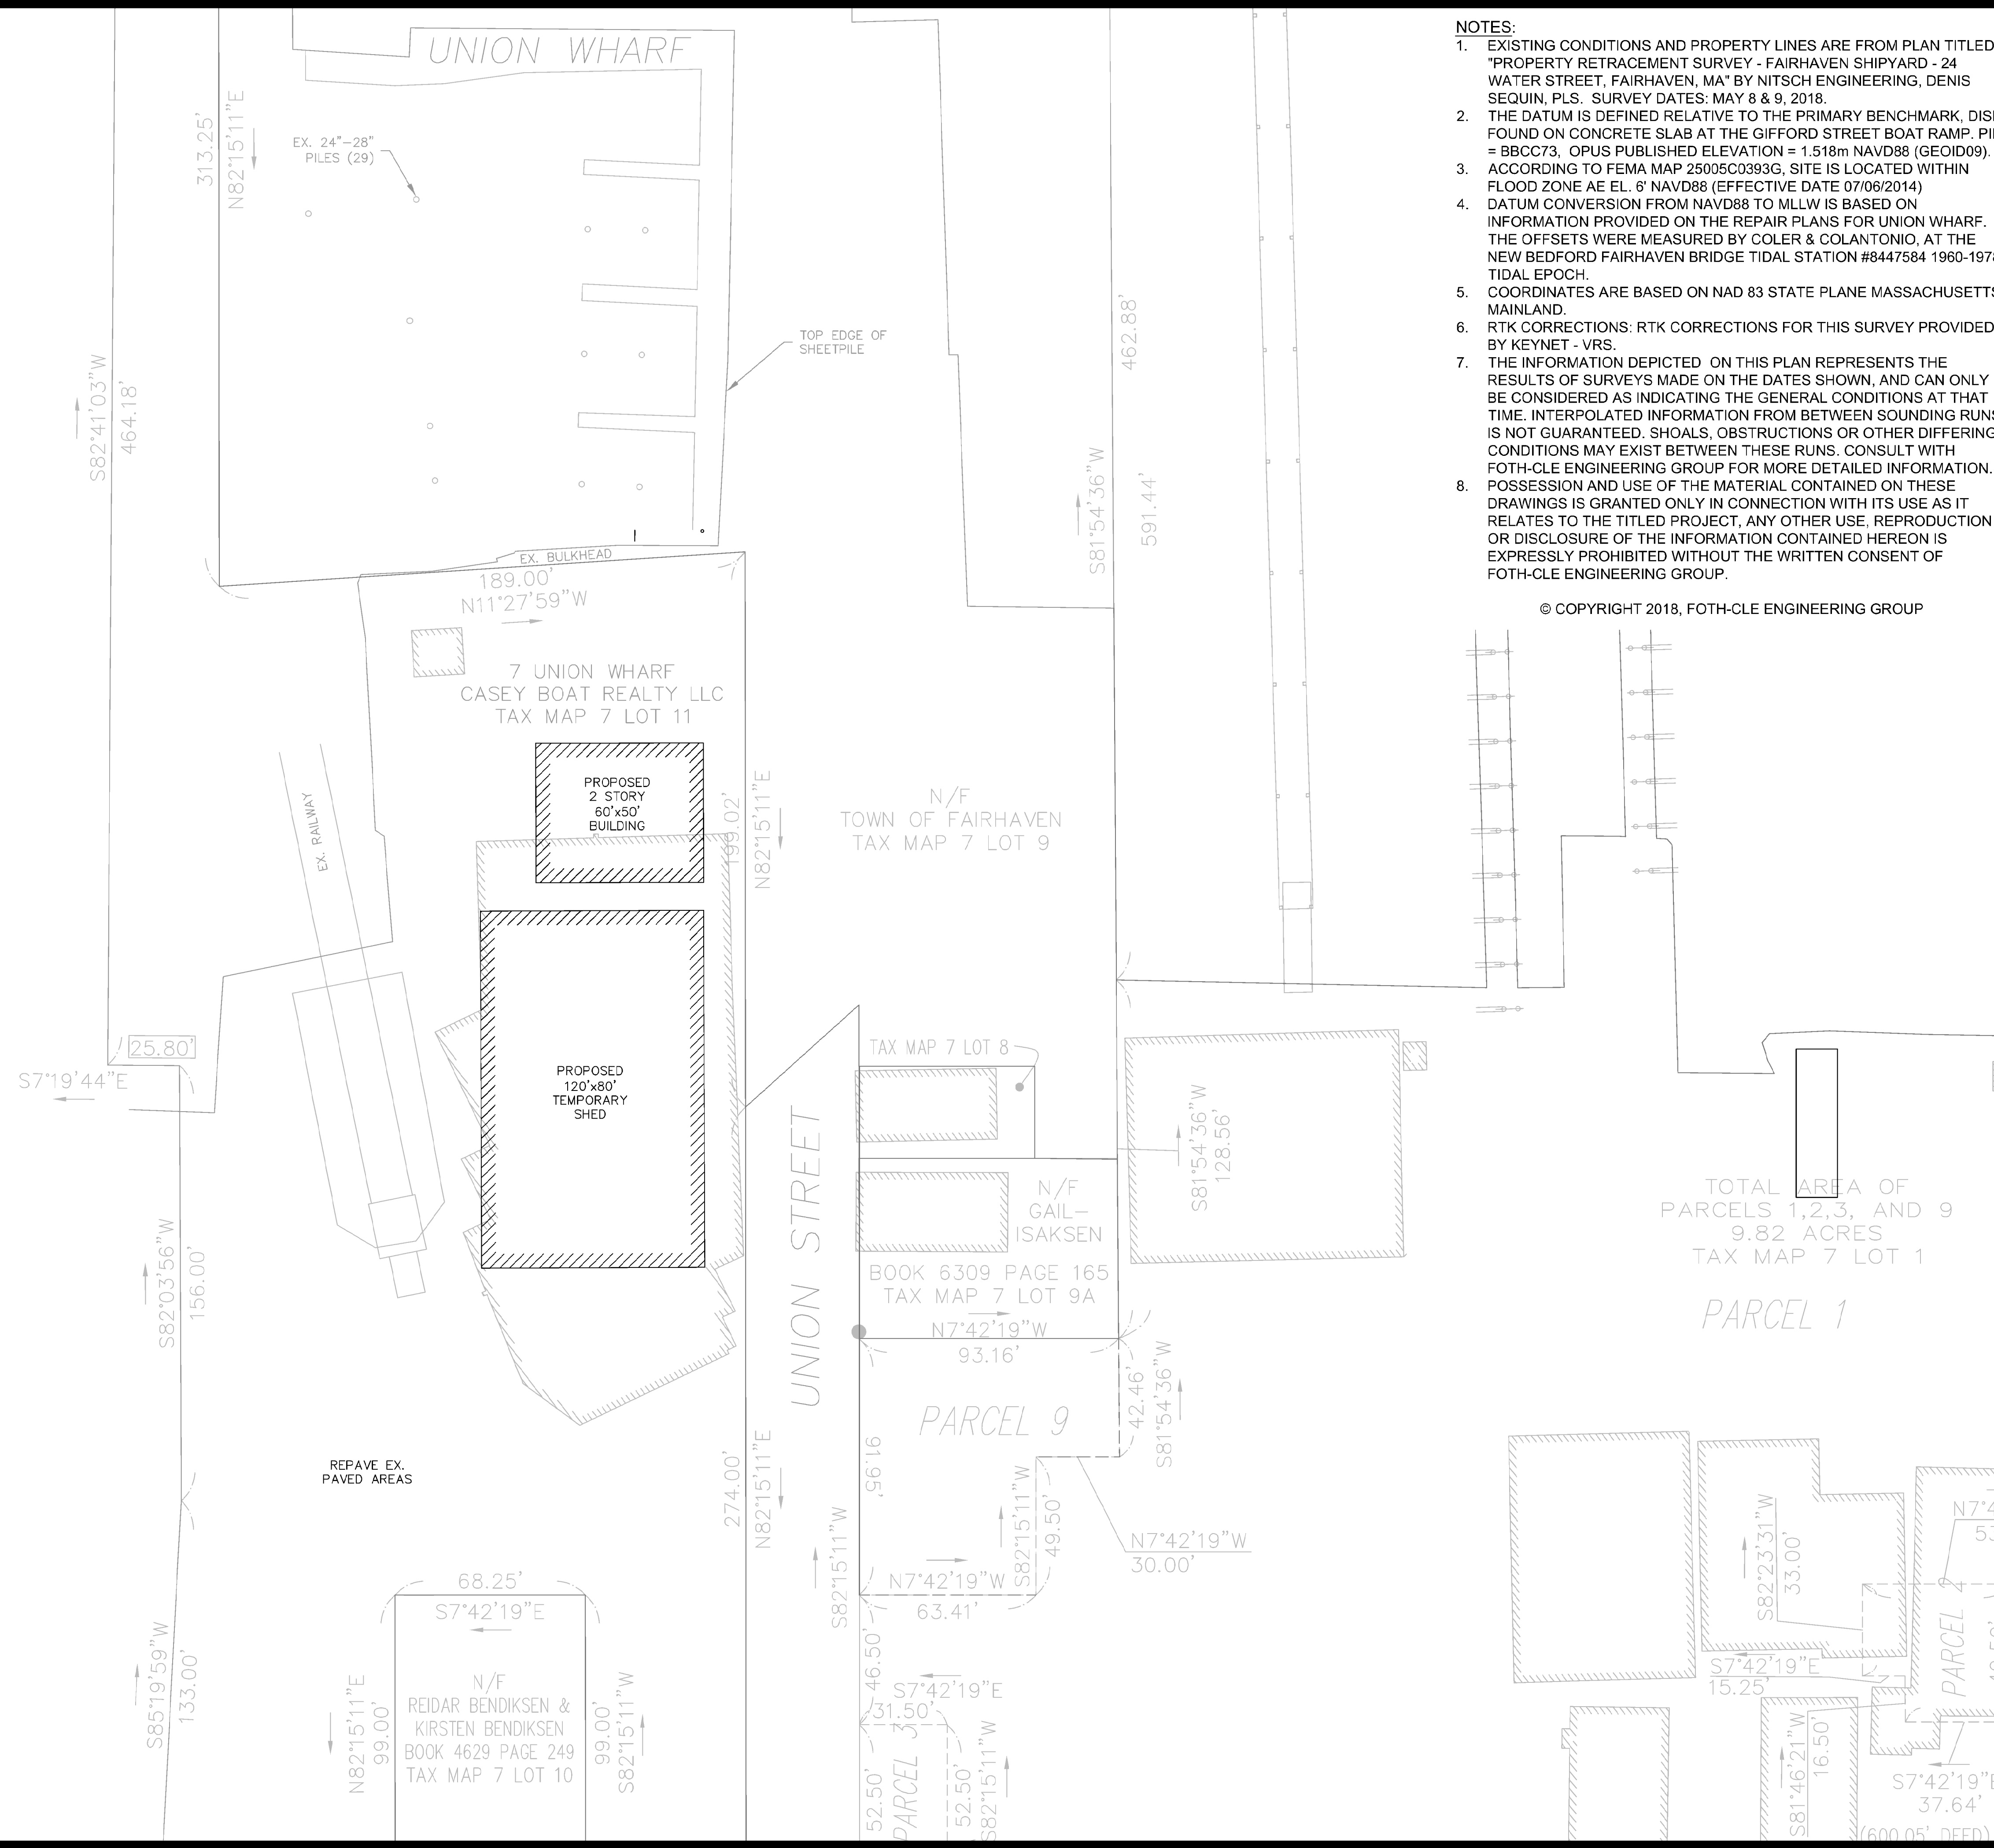 NOTES:
1. EXISTING CONDITIONS AND PROPERTY LINES ARE FROM PLAN TITLED
"PROPERTY RETRACEMENT SURVEY - FAIRHAVEN SHIPYARD - 24
WATER STREET, FAIRHAVEN, MA" BY NITSCH ENGINEERING, DENIS
SEQUIN, PLS. SURVEY DATES: MAY 8 & 9, 2018.
2. THE DATUM IS DEFINED RELATIVE TO THE PRIMARY BENCHMARK,
FOUND ON CONCRETE SLAB AT THE GIFFORD STREET BOAT RAMP.
= BBCC73, OPUS PUBLISHED ELEVATION = 1.518m NAVD88 (GEOID09).
3. ACCORDING TO FEMA MAP 25005C0393G, SITE IS LOCATED WITHIN
FLOOD ZONE AE EL. 6' NAVD88 (EFFECTIVE DATE 07/06/2014)
4. DATUM CONVERSION FROM NAVD88 TO MLLW IS BASED ON
INFORMATION PROVIDED ON THE REPAIR PLANS FOR UNION WHARF.
THE OFFSETS WERE MEASURED BY COLER & COLANTONIO, AT THE
NEW BEDFORD FAIRHAVEN BRIDGE TIDAL STATION #8447584 1960-1978
TIDAL EPOCH.
5. COORDINATES ARE BASED ON NAD 83 STATE PLANE MASSACHUSETTS
MAINLAND.
6. RTK CORRECTIONS: RTK CORRECTIONS FOR THIS SURVEY PROVIDED
BY KEYNET - VRS.
7. THE INFORMATION DEPICTED ON THIS PLAN REPRESENTS THE
RESULTS OF SURVEYS MADE ON THE DATES SHOWN, AND CAN ONLY
BE CONSIDERED AS INDICATING THE GENERAL CONDITIONS AT THAT
TIME. INTERPOLATED INFORMATION FROM BETWEEN SOUNDING RUNS
IS NOT GUARANTEED. SHOALS, OBSTRUCTIONS OR OTHER DIFFERING
CONDITIONS MAY EXIST BETWEEN THESE RUNS. CONSULT WITH
FOTH-CLE ENGINEERING GROUP FOR MORE DETAILED INFORMATION.
8. POSSESSION AND USE OF THE MATERIAL CONTAINED ON THESE
DRAWINGS IS GRANTED ONLY IN CONNECTION WITH ITS USE AS IT
RELATES TO THE TITLED PROJECT, ANY OTHER USE, REPRODUCTION
OR DISCLOSURE OF THE INFORMATION CONTAINED HEREON IS
EXPRESSLY PROHIBITED WITHOUT THE WRITTEN CONSENT OF
FOTH-CLE ENGINEERING GROUP.
© COPYRIGHT 2018, FOTH-CLE ENGINEERING GROUP
UNION WHARF
313.25'
N82°15'11"E
EX. 24"-28"
PILES (29)
TOP EDGE OF
SHEETPILE
S82°41'03"W
464.18'
462.88'
S81°54'36"W
591.44'
EX. BULKHEAD
189.00'
N11°27'59"W
7 UNION WHARF
CASEY BOAT REALTY LLC
TAX MAP 7 LOT 11
PROPOSED
2 STORY
60'x50'
BUILDING
EX. RAILWAY
199.02'
N82°15'11"E
N/F
TOWN OF FAIRHAVEN
TAX MAP 7 LOT 9
25.80'
S7°19'44"E
PROPOSED
120'x80'
TEMPORARY
SHED
TAX MAP 7 LOT 8
UNION STREET
S81°54'36"W
128.56'
N/F
GAIL-
ISAKSEN
BOOK 6309 PAGE 165
TAX MAP 7 LOT 9A
N7°42'19"W
93.16'
TOTAL AREA OF
PARCELS 1,2,3, AND 9
9.82 ACRES
TAX MAP 7 LOT 1
PARCEL 1
S82°03'56"W
156.00'
42.46'
S81°54'36"W
PARCEL 9
91.95'
REPAVE EX.
PAVED AREAS
274.00'
N82°15'11"E
S82°15'11"W
S82°15'11"W
49.50'
N7°42'19"W
30.00'
N7°42'19"W
63.41'
68.25'
S7°42'19"E
S85°19'59"W
133.00'
N82°15'11"E
99.00'
N/F
REIDAR BENDIKSEN &
KIRSTEN BENDIKSEN
BOOK 4629 PAGE 249
TAX MAP 7 LOT 10
99.00'
S82°15'11"W
46.50'
S7°42'19"E
31.50'
52.50'
PARCEL 3
52.50'
S82°15'11"W
S82°23'31"W
33.00'
PARCEL 2
S7°42'19"E
15.25'
S81°46'21"W
16.50'
S7°42'19"E
37.64'
(600.05' DEED)